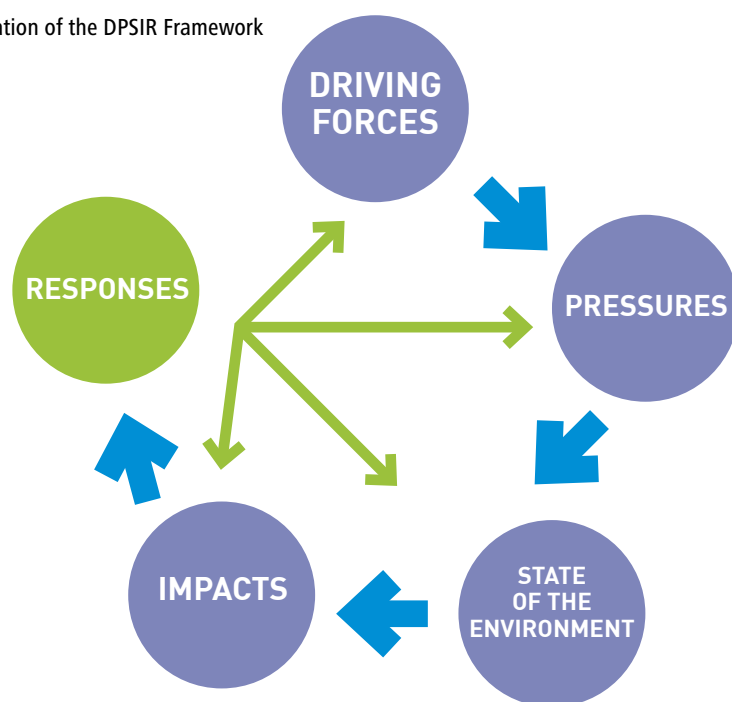 ation of the DPSIR Framework
DRIVING
FORCES
RESPONSES
PRESSURES
IMPACTS
STATE
OF THE
ENVIRONMENT